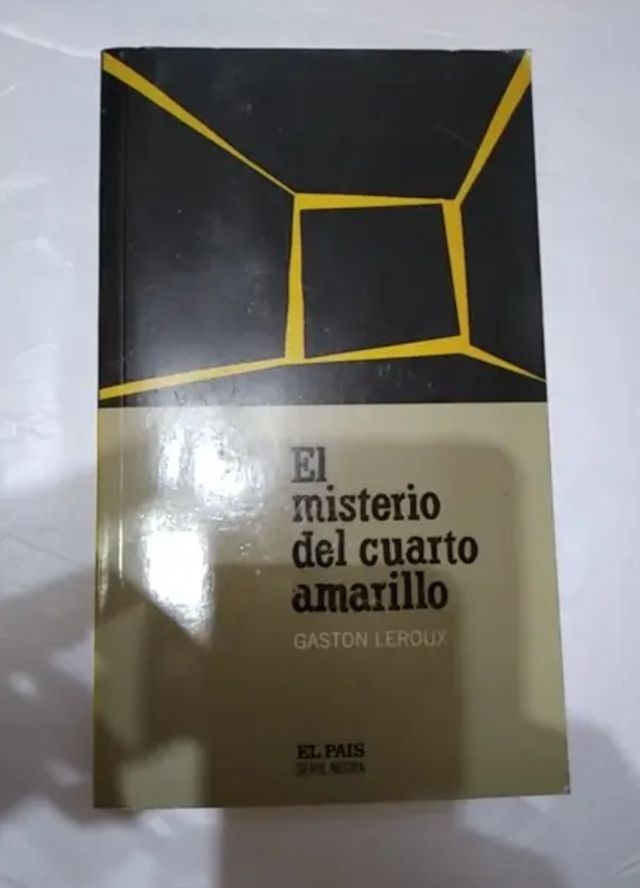 El
misterio
del cuarto
amarillo
GASTON LEROUX
EL PAIS
SERIE NEGRA